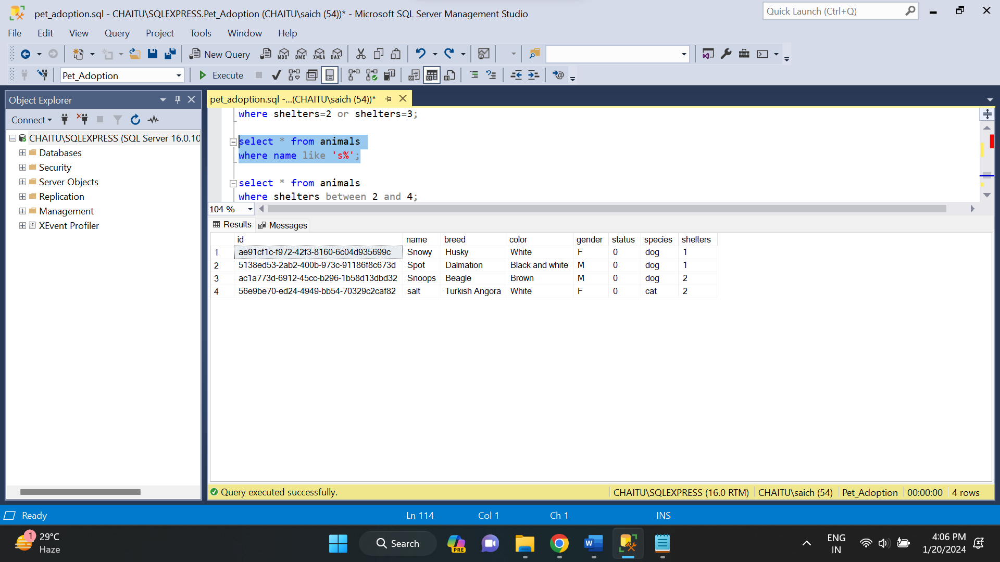 pet_adoption.sql - CHAITU\SQLEXPRESS.Pet_Adoption (CHAITU\saich (54))* - Microsoft SQL Server Management Studio
Quick Launch (Ctrl+Q)
File Edit View Query Project Tools Window Help
New Query MDX DMX XMLA DAX
Pet_Adoption Execute
Object Explorer
Connect
CHAITU\SQLEXPRESS (SQL Server 16.0.10
Databases
Security
Server Objects
Replication
Management
XEvent Profiler
pet_adoption.sql -...(CHAITU\saich (54))*
where shelters=2 or shelters=3;
select * from animals
where name like 's%';
select * from animals
where shelters between 2 and 4;
104 %
Results Messages
id name breed color gender status species shelters
1 ae91cf1c-f972-42f3-8160-6c04d935699c Snowy Husky White F 0 dog 1
2 5138ed53-2ab2-400b-973c-91186f8c673d Spot Dalmation Black and white M 0 dog 1
3 ac1a773d-6912-45cc-b296-1b58d13dbd32 Snoops Beagle Brown M 0 dog 2
4 56e9be70-ed24-4949-bb54-70329c2caf82 salt Turkish Angora White F 0 cat 2
Query executed successfully. CHAITU\SQLEXPRESS (16.0 RTM) CHAITU\saich (54) Pet_Adoption 00:00:00 4 rows
Ready Ln 114 Col 1 Ch 1 INS
1 29°C
Haze
Search
PRE
W
ENG
IN
4:06 PM
1/20/2024